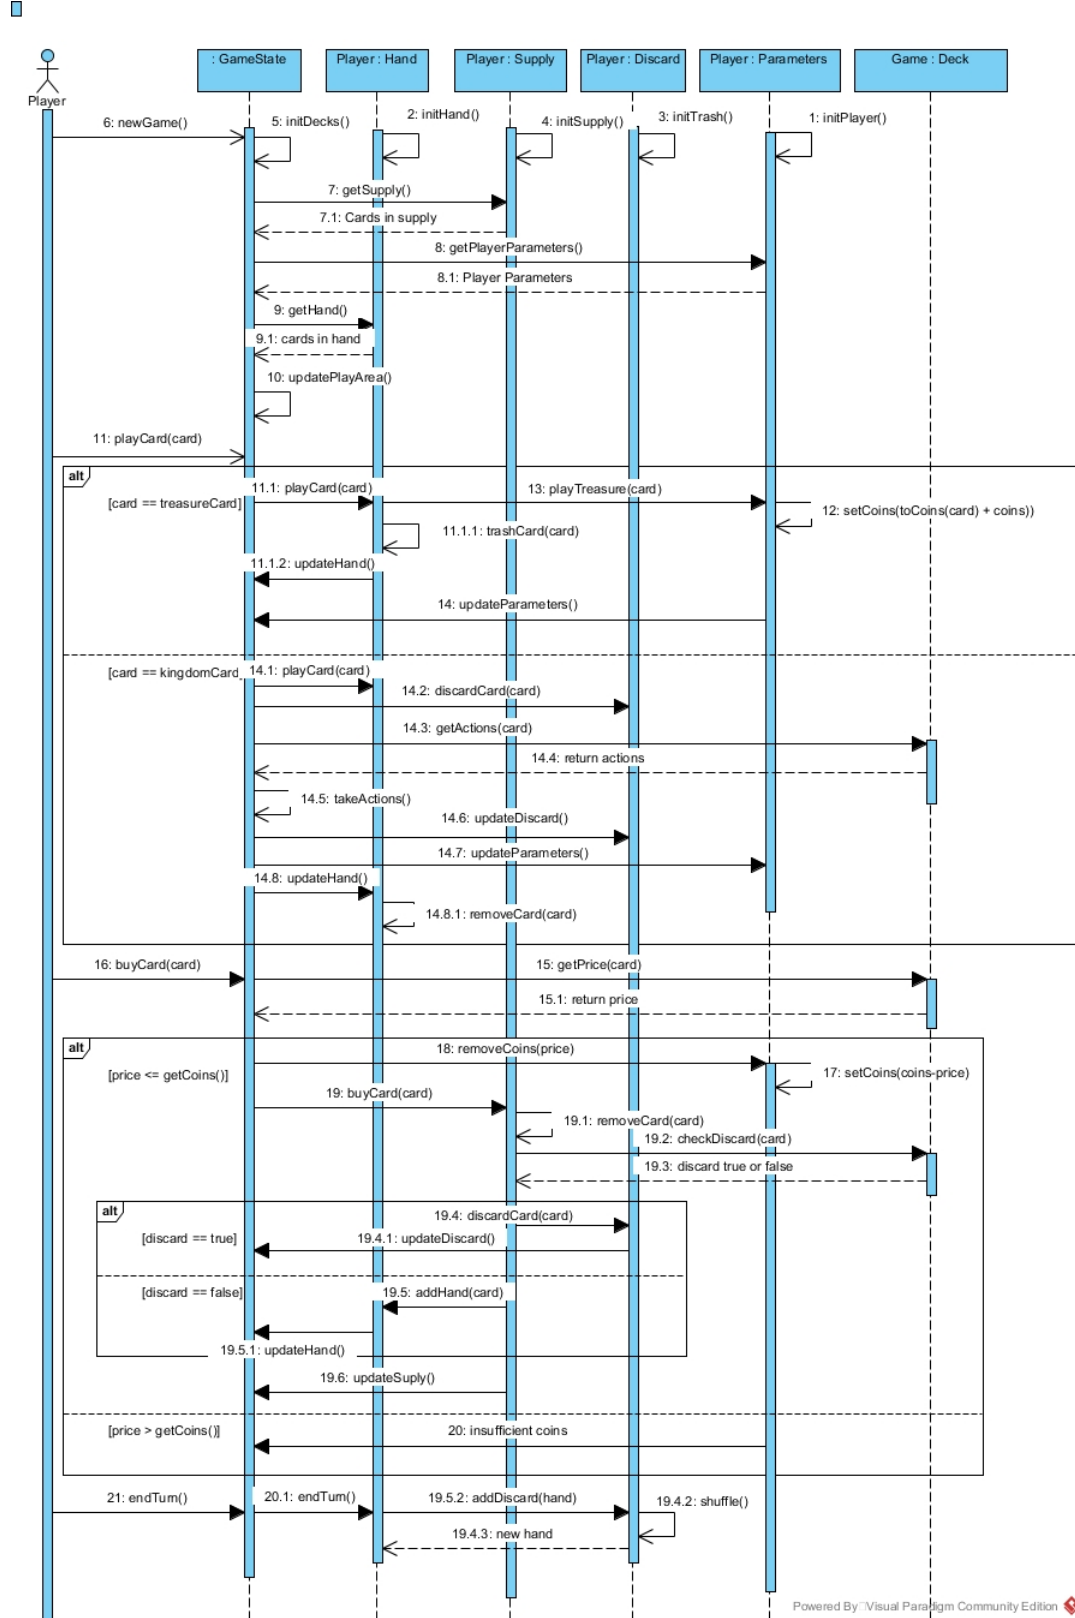 : GameState
Player : Hand
Player : Supply
Player : Discard
Player : Parameters
Game : Deck
Player
6: newGame()
5: initDecks()
2: initHand()
4: initSupply()
3: initTrash()
1: initPlayer()
7: getSupply()
7.1: Cards in supply
8: getPlayerParameters()
8.1: Player Parameters
9: getHand()
9.1: cards in hand
10: updatePlayArea()
11: playCard(card)
alt
[card == treasureCard]
11.1: playCard(card)
13: playTreasure(card)
12: setCoins(toCoins(card) + coins))
11.1.1: trashCard(card)
11.1.2: updateHand()
14: updateParameters()
[card == kingdomCard
14.1: playCard(card)
14.2: discardCard(card)
14.3: getActions(card)
14.4: return actions
14.5: takeActions()
14.6: updateDiscard()
14.7: updateParameters()
14.8: updateHand()
14.8.1: removeCard(card)
16: buyCard(card)
15: getPrice(card)
15.1: return price
alt
18: removeCoins(price)
[price <= getCoins()]
17: setCoins(coins-price)
19: buyCard(card)
19.1: removeCard(card)
19.2: checkDiscard(card)
19.3: discard true or false
alt
19.4: discardCard(card)
[discard == true]
19.4.1: updateDiscard()
[discard == false]
19.5: addHand(card)
19.5.1: updateHand()
19.6: updateSuply()
[price > getCoins()]
20: insufficient coins
21: endTurn()
20.1: endTurn()
19.5.2: addDiscard(hand)
19.4.2: shuffle()
19.4.3: new hand
Powered By Visual Paradigm Community Edition